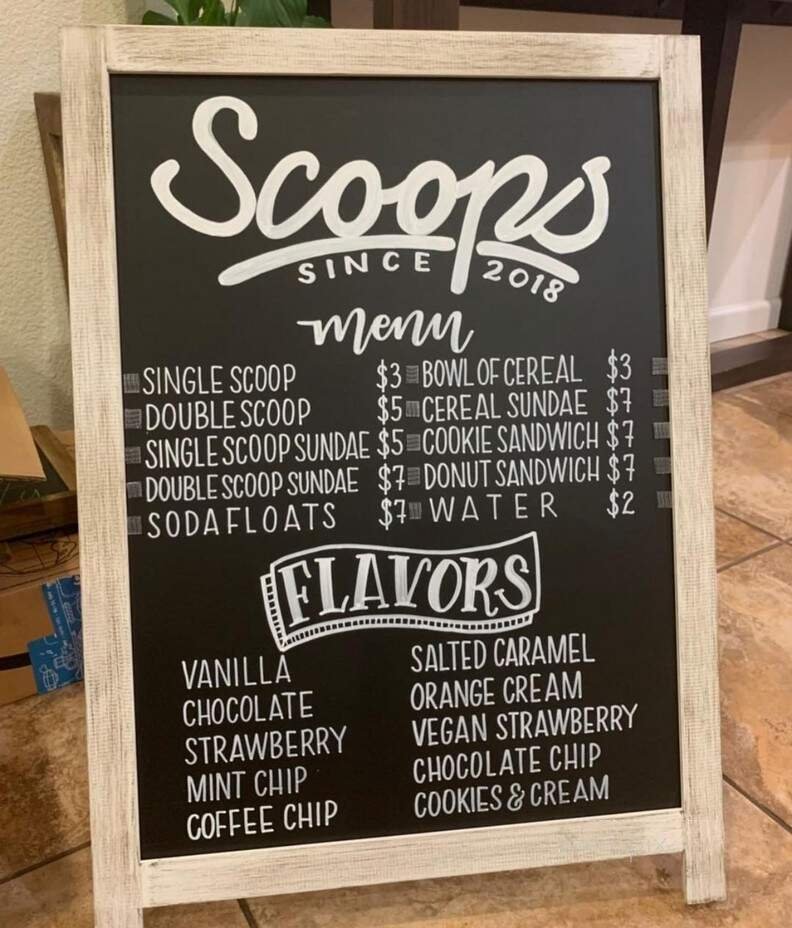 Scoops
SINCE 2018
menu
SINGLE SCOOP $3
DOUBLE SCOOP $5
SINGLE SCOOP SUNDAE $5
DOUBLE SCOOP SUNDAE $7
SODA FLOATS $7
BOWL OF CEREAL $3
CEREAL SUNDAE $7
COOKIE SANDWICH $7
DONUT SANDWICH $7
WATER $2
FLAVORS
VANILLA
CHOCOLATE
STRAWBERRY
MINT CHIP
COFFEE CHIP
SALTED CARAMEL
ORANGE CREAM
VEGAN STRAWBERRY
CHOCOLATE CHIP
COOKIES & CREAM